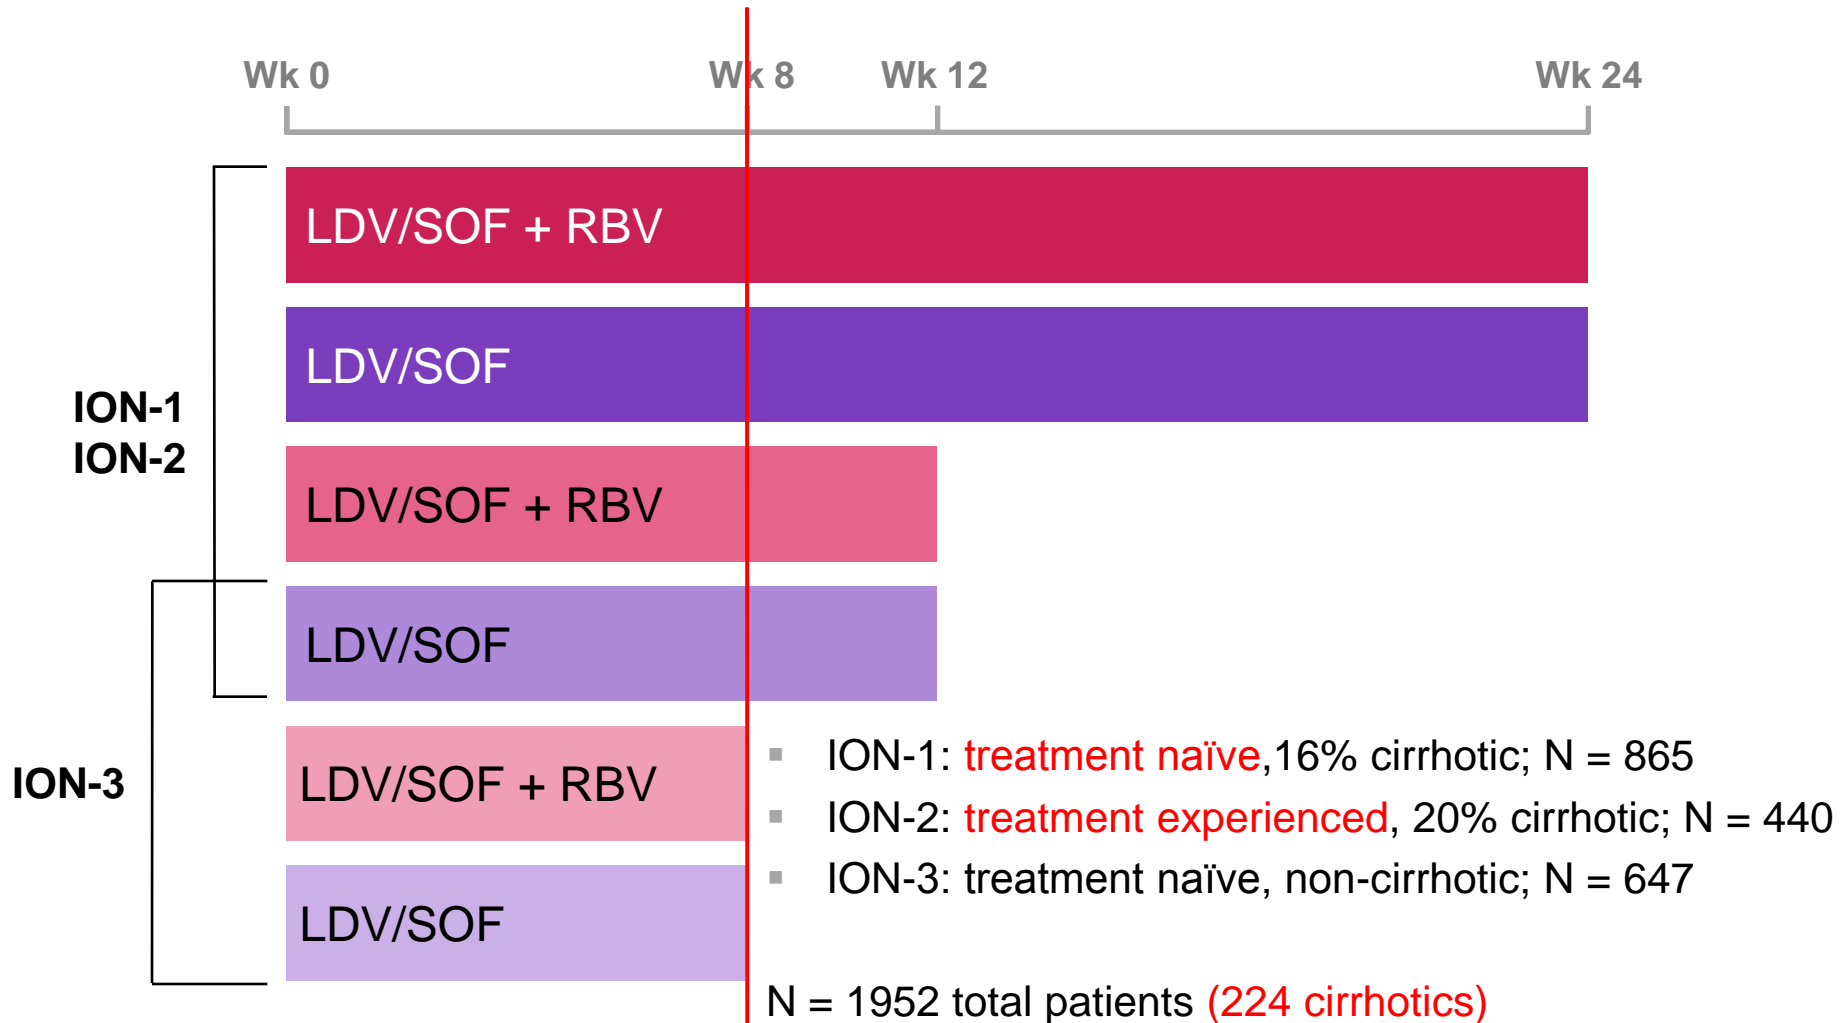 Wk 0 Wk 8 Wk 12 Wk 24
LDV/SOF + RBV
LDV/SOF
ION-1
ION-2
LDV/SOF + RBV
LDV/SOF
ION-3
LDV/SOF + RBV
LDV/SOF
ION-1: treatment naïve,16% cirrhotic; N = 865
ION-2: treatment experienced, 20% cirrhotic; N = 440
ION-3: treatment naïve, non-cirrhotic; N = 647
N = 1952 total patients (224 cirrhotics)